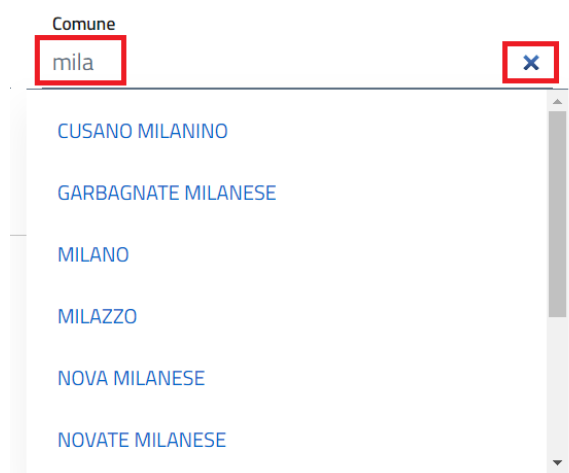 Comune
mila
CUSANO MILANINO
GARBAGNATE MILANESE
MILANO
MILAZZO
NOVA MILANESE
NOVATE MILANESE